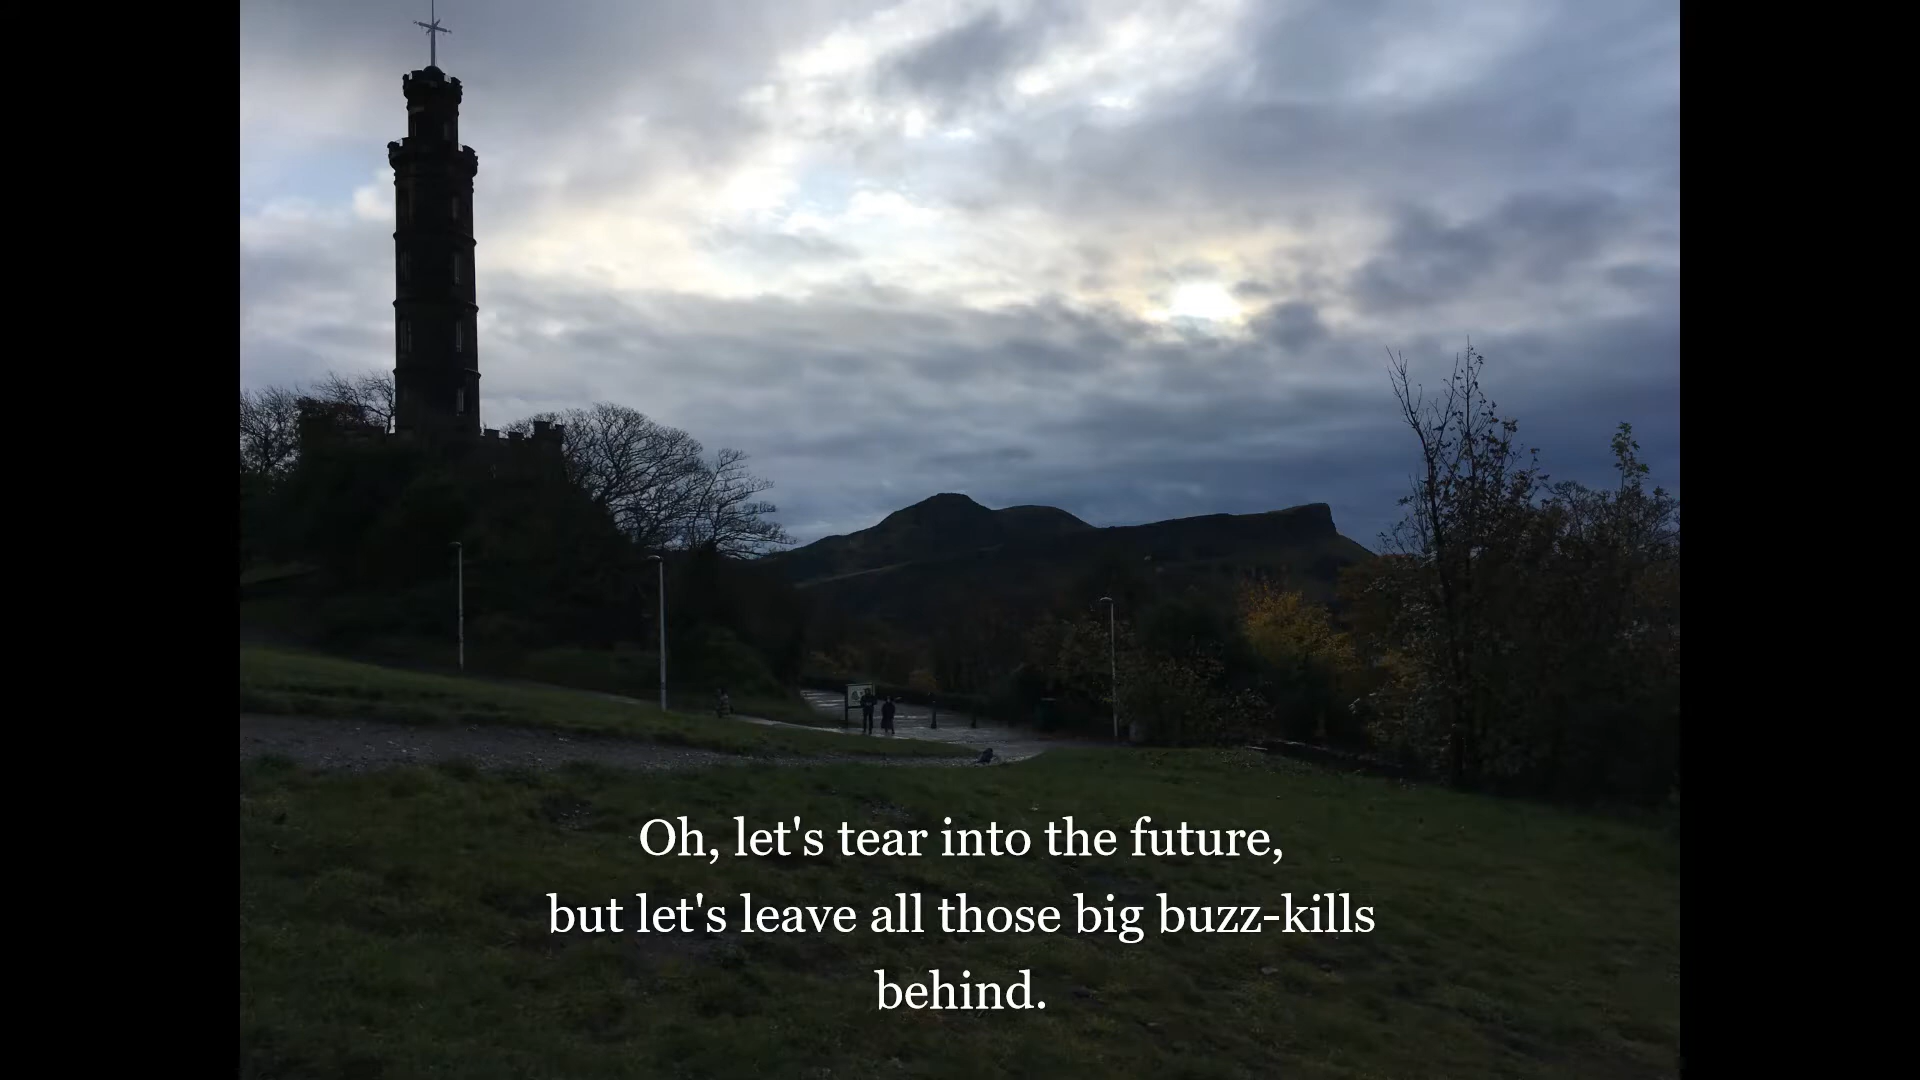 Oh, let's tear into the future,
but let's leave all those big buzz-kills
behind.